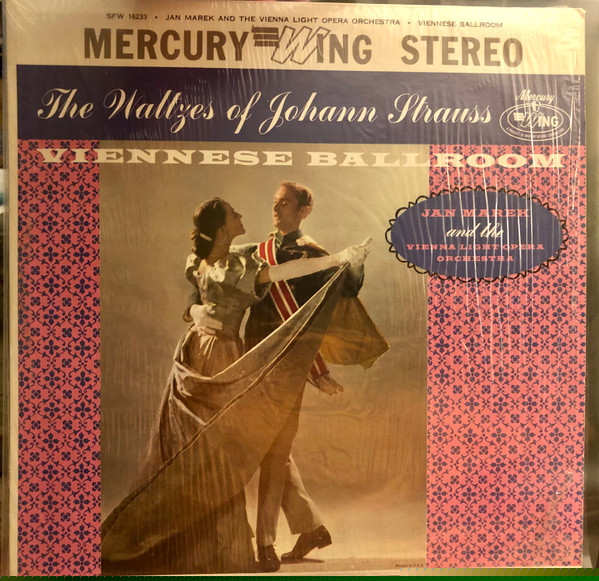 SFW 16233 • JAN MAREK AND THE VIENNA LIGHT OPERA ORCHESTRA • VIENNESE BALLROOM
MERCURY WING STEREO
The Waltzes of Johann Strauss
Mercury
WING
VIENNESE BALLROOM
JAN MAREK
and the
VIENNA LIGHT OPERA
ORCHESTRA